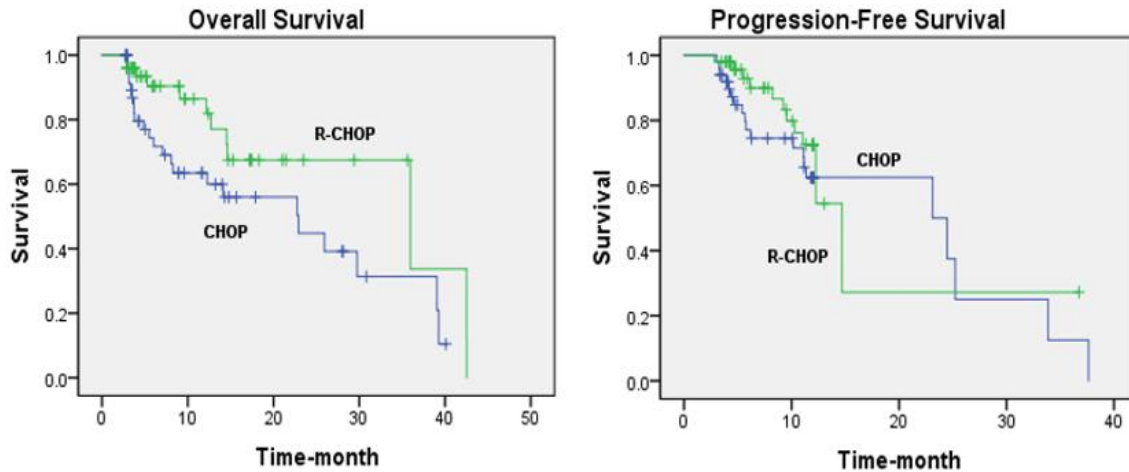 Overall Survival
1.0
0.8
0.6
0.4
0.2
0.0
Survival
R-CHOP
CHOP
0 10 20 30 40 50
Time-month
Progression-Free Survival
1.0
0.8
0.6
0.4
0.2
0.0
Survival
CHOP
R-CHOP
0 10 20 30 40
Time-month